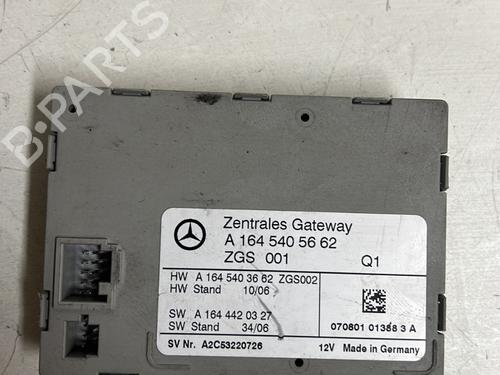 B-PARTS
Zentrales Gateway
A 164 540 56 62
ZGS 001 Q1
HW A 164 540 36 62 ZGS002
HW Stand 10/06
SW A 164 442 03 27
SW Stand 34/06
070801 01388 3 A
SV Nr. A2C53220726 12V Made in Germany